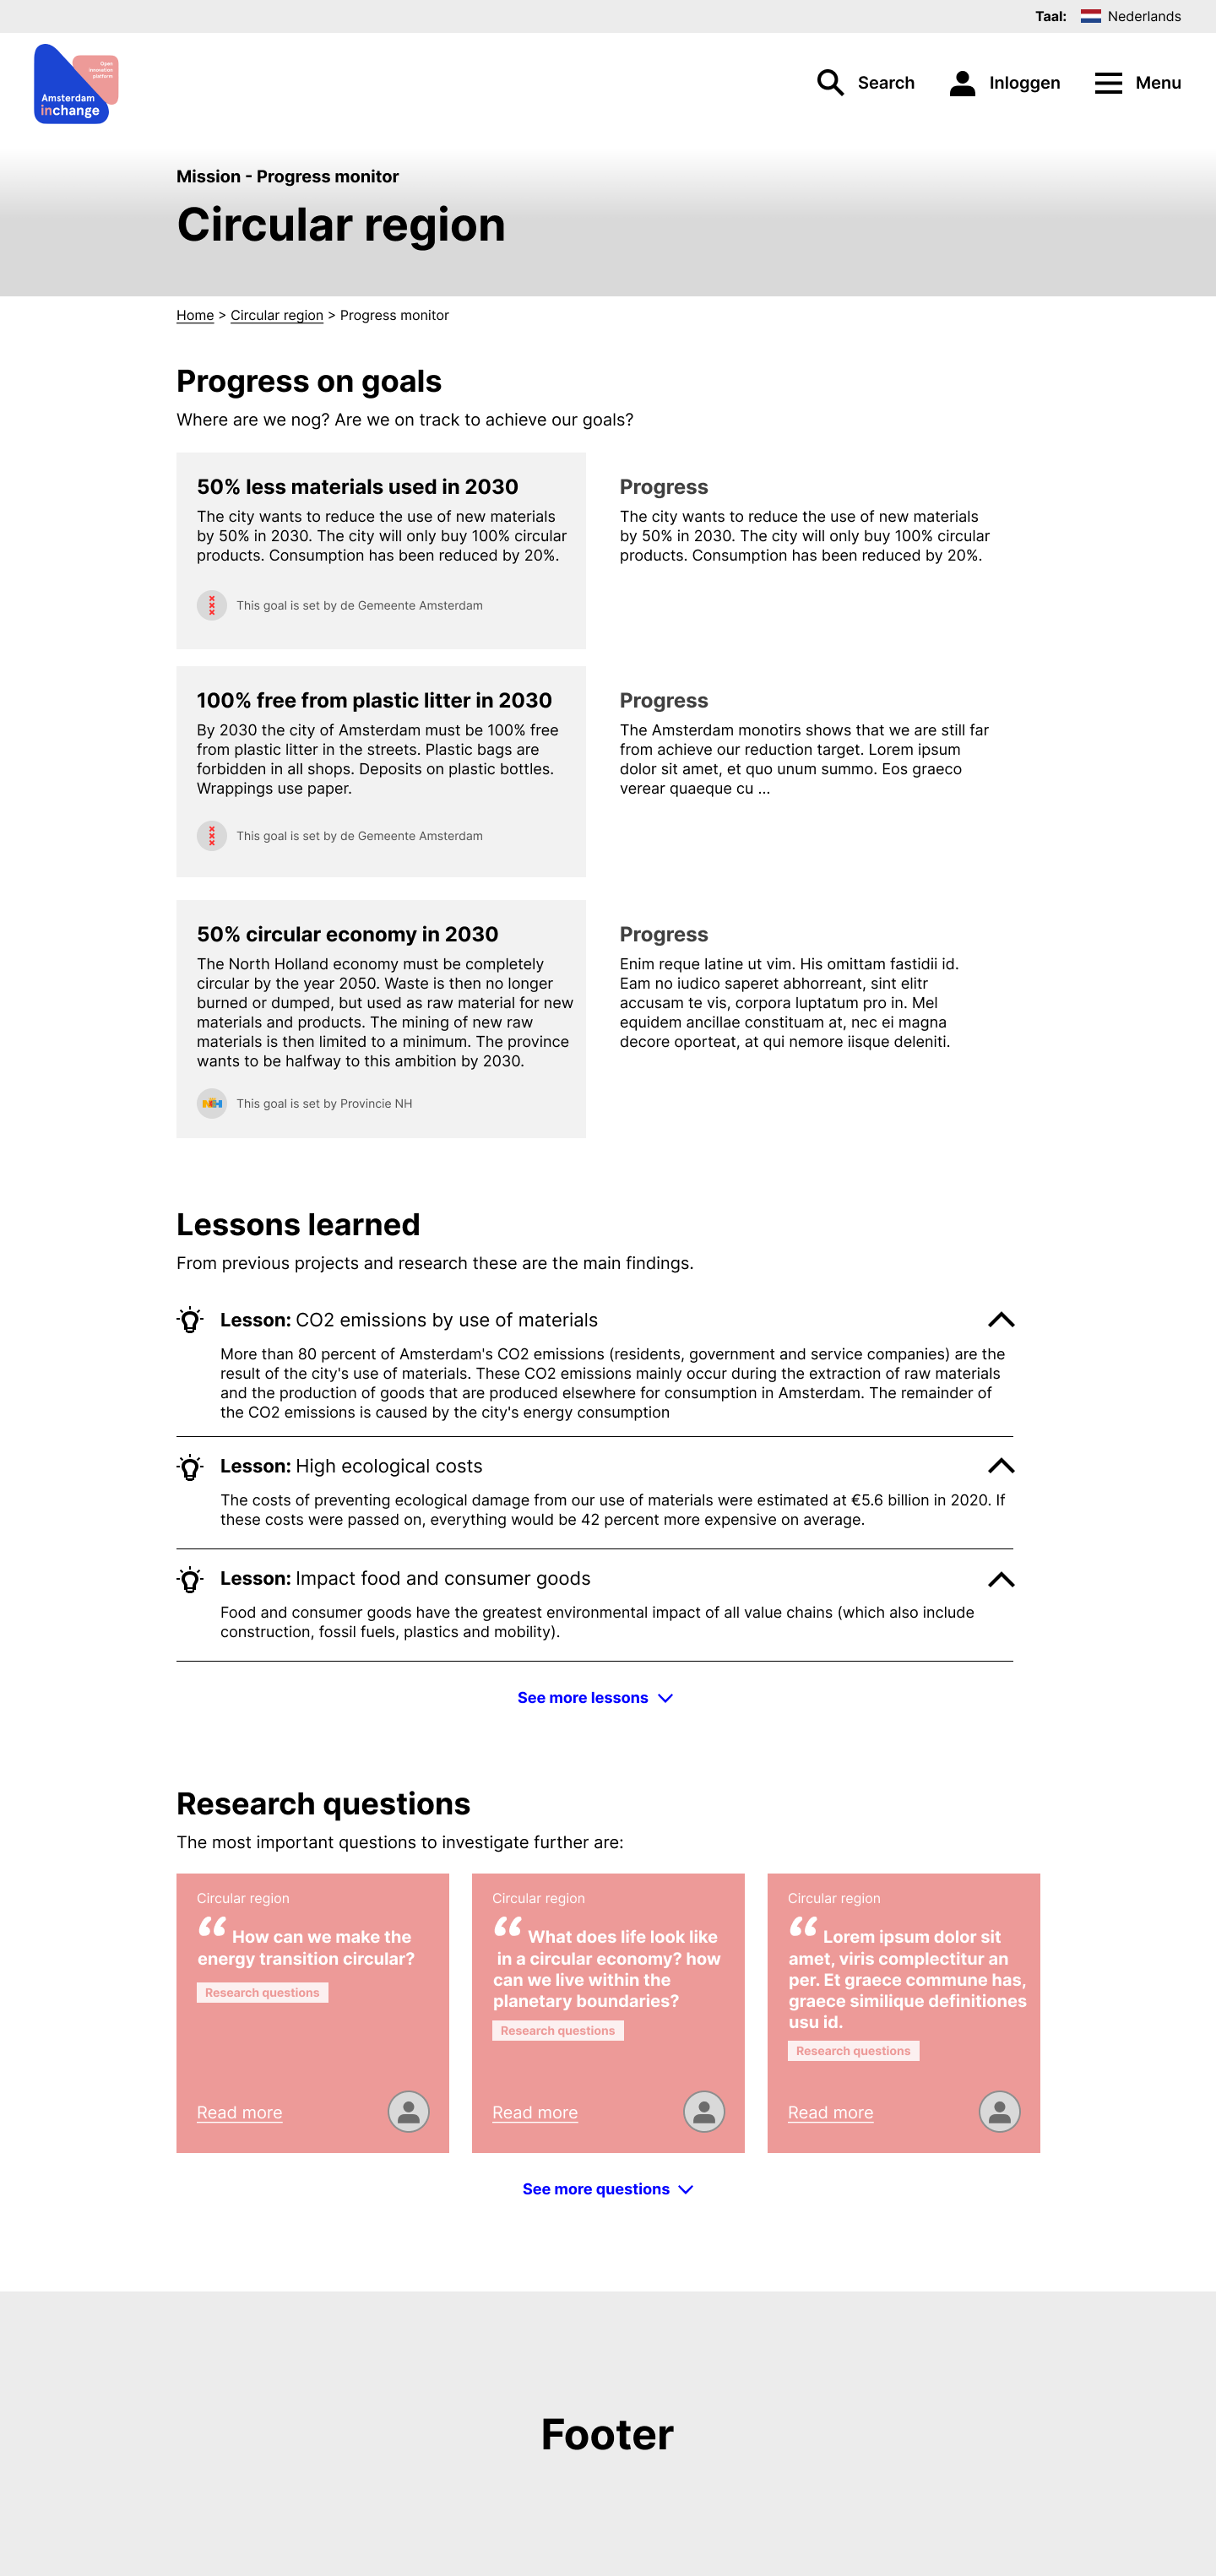 Taal: Nederlands
Open
innovation
platform
Amsterdam
inchange
Search
Inloggen
Menu
Mission - Progress monitor
Circular region
Home > Circular region > Progress monitor
Progress on goals
Where are we nog? Are we on track to achieve our goals?
50% less materials used in 2030
The city wants to reduce the use of new materials
by 50% in 2030. The city will only buy 100% circular
products. Consumption has been reduced by 20%.
This goal is set by de Gemeente Amsterdam
Progress
The city wants to reduce the use of new materials
by 50% in 2030. The city will only buy 100% circular
products. Consumption has been reduced by 20%.
100% free from plastic litter in 2030
By 2030 the city of Amsterdam must be 100% free
from plastic litter in the streets. Plastic bags are
forbidden in all shops. Deposits on plastic bottles.
Wrappings use paper.
This goal is set by de Gemeente Amsterdam
Progress
The Amsterdam motirs shows that we are still far
from achieve our reduction target. Lorem ipsum
dolor sit amet, et quo unum summo. Eos graeco
verear quaeque cu ...
50% circular economy in 2030
The North Holland economy must be completely
circular by the year 2050. Waste is then no longer
burned or dumped, but used as raw material for new
materials and products. The mining of new raw
materials is then limited to a minimum. The province
wants to be halfway to this ambition by 2030.
NH
This goal is set by Provincie NH
Progress
Enim reque latine ut vim. His omittam fastidii id.
Eam no iudico saperet abhorreant, sint elitr
accusam te vis, corpora luptatum pro in. Mel
equidem ancillae constituam at, nec ei magna
decore oporteat, at qui nemore iisque deleniti.
Lessons learned
From previous projects and research these are the main findings.
Lesson: CO2 emissions by use of materials
More than 80 percent of Amsterdam's CO2 emissions (residents, government and service companies) are the
result of the city's use of materials. These CO2 emissions mainly occur during the extraction of raw materials
and the production of goods that are produced elsewhere for consumption in Amsterdam. The remainder of
the CO2 emissions is caused by the city's energy consumption
Lesson: High ecological costs
The costs of preventing ecological damage from our use of materials were estimated at €5.6 billion in 2020. If
these costs were passed on, everything would be 42 percent more expensive on average.
Lesson: Impact food and consumer goods
Food and consumer goods have the greatest environmental impact of all value chains (which also include
construction, fossil fuels, plastics and mobility).
See more lessons
Research questions
The most important questions to investigate further are:
Circular region
“ How can we make the
energy transition circular?
Research questions
Read more
Circular region
“ What does life look like
in a circular economy? how
can we live within the
planetary boundaries?
Research questions
Read more
Circular region
“ Lorem ipsum dolor sit
amet, viris complectitur an
per. Et graece commune has,
graece similique definitiones
usu id.
Research questions
Read more
See more questions
Footer